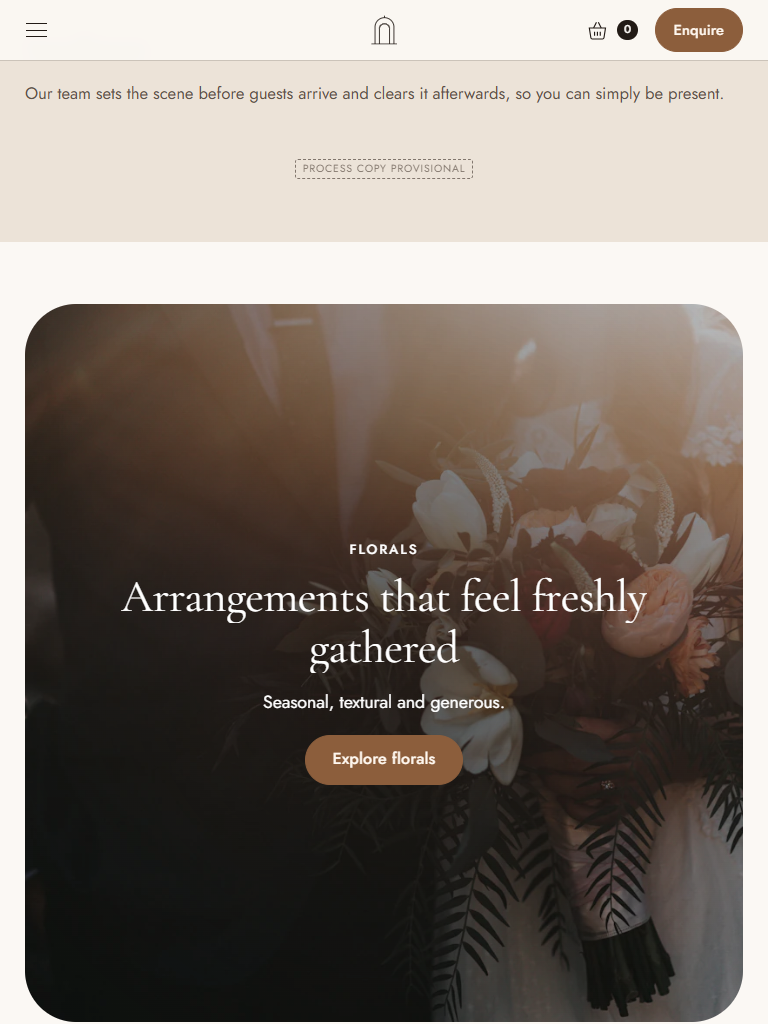 0
Enquire
Our team sets the scene before guests arrive and clears it afterwards, so you can simply be present.
PROCESS COPY PROVISIONAL
FLORALS
Arrangements that feel freshly
gathered
Seasonal, textural and generous.
Explore florals